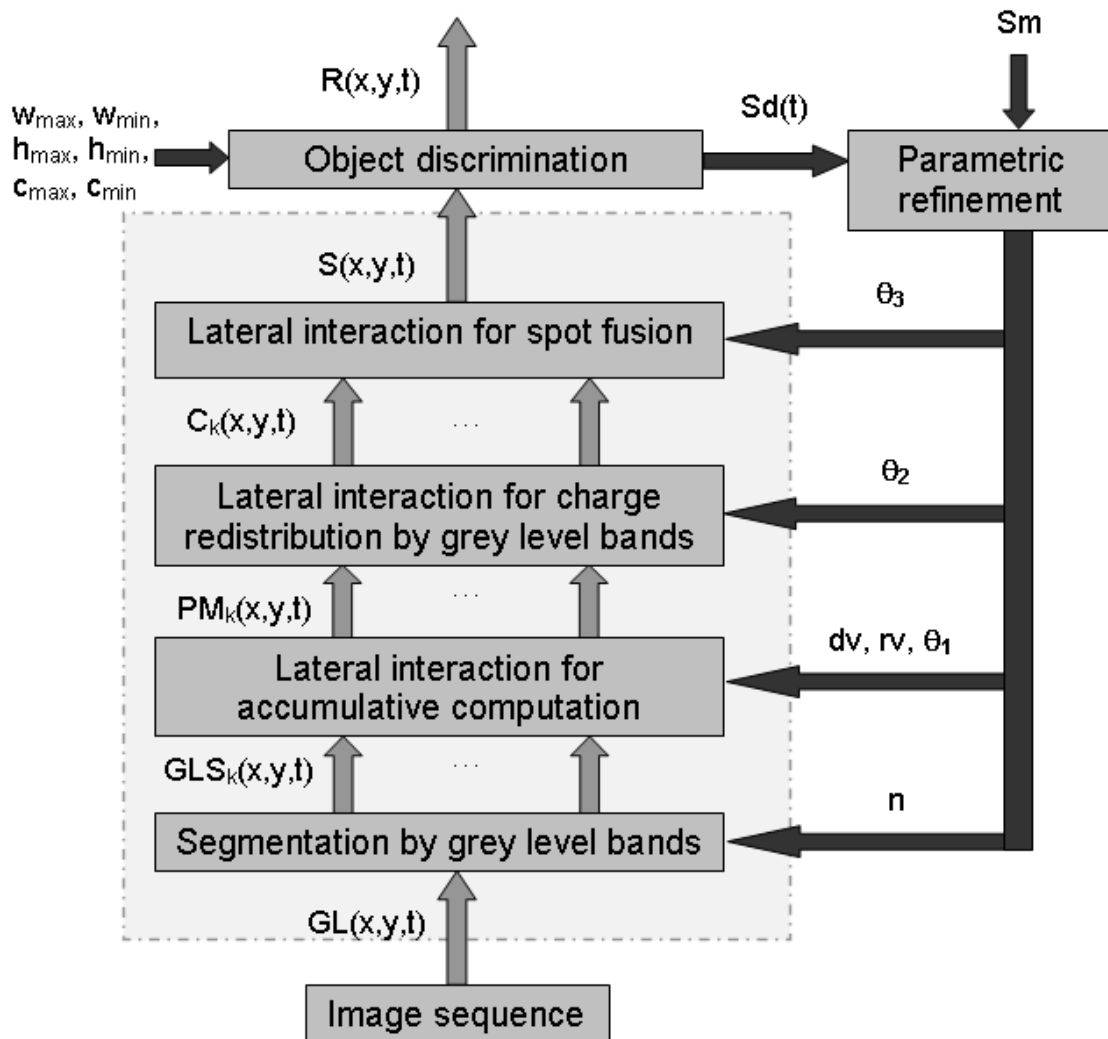 Sm
R(x,y,t)
Sd(t)
wmax, wmin,
hmax, hmin,
cmax, cmin
Object discrimination
Parametric
refinement
S(x,y,t)
θ3
Lateral interaction for spot fusion
Ck(x,y,t)
...
θ2
Lateral interaction for charge
redistribution by grey level bands
PMk(x,y,t)
...
dv, rv, θ1
Lateral interaction for
accumulative computation
GLSk(x,y,t)
...
n
Segmentation by grey level bands
GL(x,y,t)
Image sequence